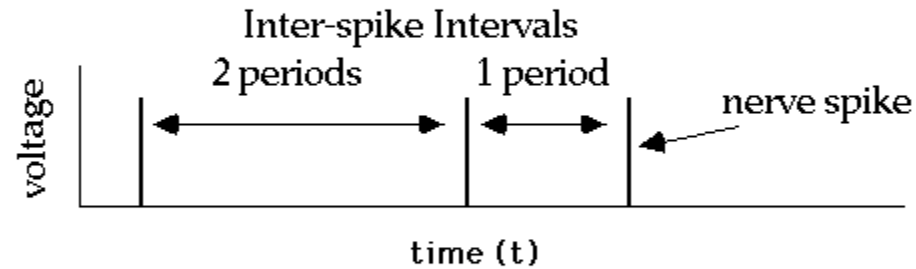 Inter-spike Intervals
2 periods
1 period
nerve spike
voltage
time (t)